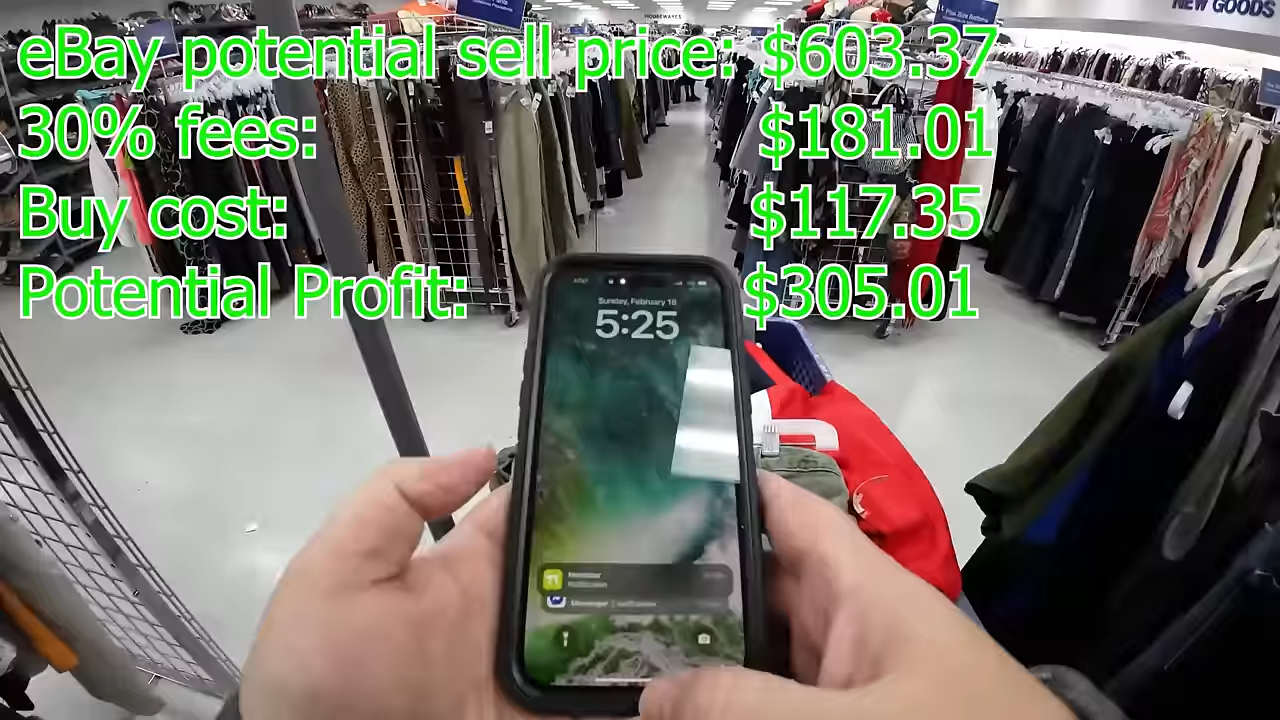 HOUSEWARES
NEW GOODS
eBay potential sell price: $603.37
30% fees: $181.01
Buy cost: $117.35
Potential Profit: $305.01
Sunday, February 18
5:25